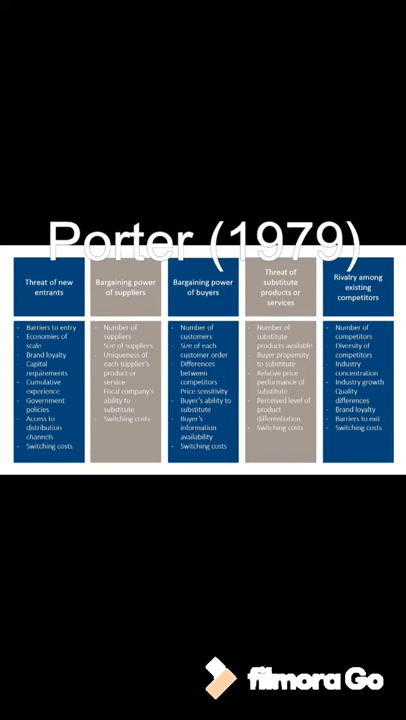 Porter (1979)
Threat of new
entrants
- Barriers to entry
- Economies of
scale
- Brand loyalty
- Capital
requirements
- Cumulative
experience
- Government
policies
- Access to
distribution
channels
- Switching costs
Bargaining power
of suppliers
- Number of
suppliers
- Size of suppliers
- Uniqueness of
each supplier's
product or
service
- Focal company's
ability to
substitute
- Switching costs
Bargaining power
of buyers
- Number of
customers
- Size of each
customer order
- Differences
between
competitors
- Price sensitivity
- Buyer's ability to
substitute
- Buyer's
information
availability
- Switching costs
Threat of
substitute
products or
services
- Number of
substitute
products available
- Buyer propensity
to substitute
- Relative price
performance of
substitute
- Perceived level of
product
differentiation
- Switching costs
Rivalry among
existing
competitors
- Number of
competitors
- Diversity of
competitors
- Industry
concentration
- Industry growth
- Quality
differences
- Brand loyalty
- Barriers to exit
- Switching costs
filmora Go